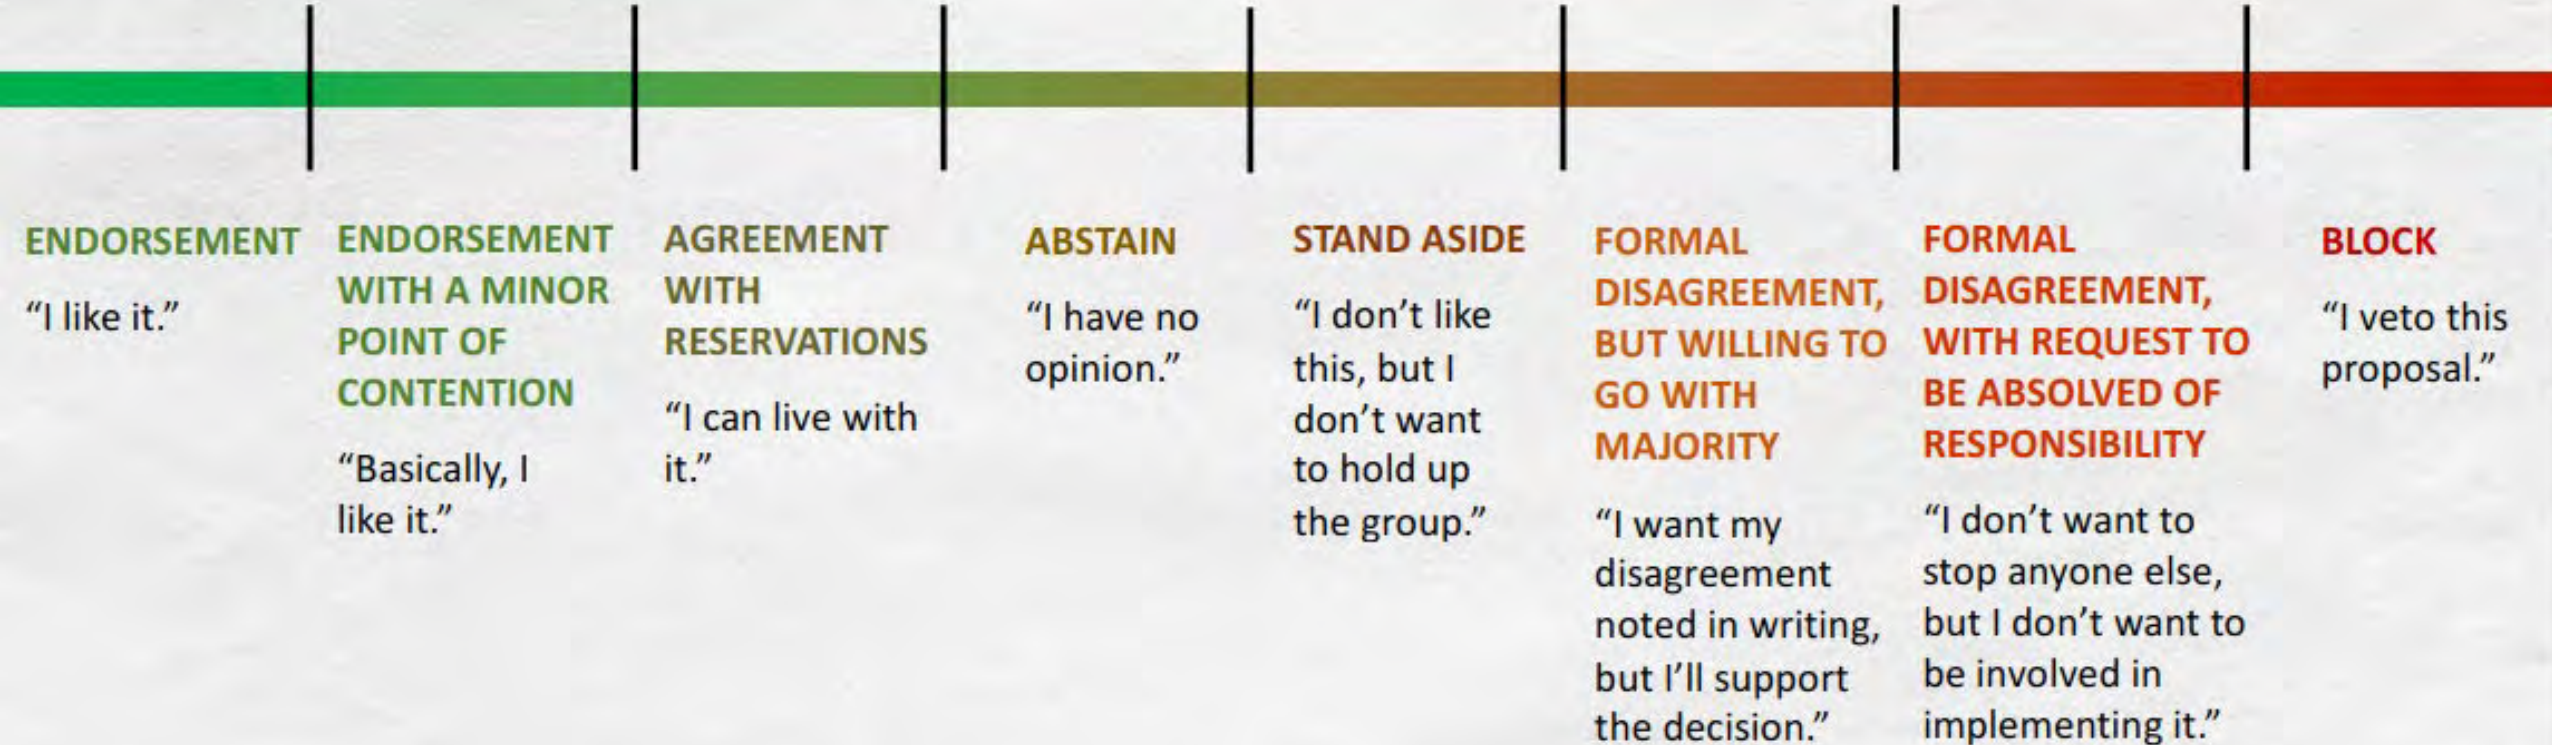 ENDORSEMENT
“I like it.”
ENDORSEMENT
WITH A MINOR
POINT OF
CONTENTION
“Basically, I
like it.”
AGREEMENT
WITH
RESERVATIONS
“I can live with
it.”
ABSTAIN
“I have no
opinion.”
STAND ASIDE
“I don’t like
this, but I
don’t want
to hold up
the group.”
FORMAL
DISAGREEMENT,
BUT WILLING TO
GO WITH
MAJORITY
“I want my
disagreement
noted in writing,
but I’ll support
the decision.”
FORMAL
DISAGREEMENT,
WITH REQUEST TO
BE ABSOLVED OF
RESPONSIBILITY
“I don’t want to
stop anyone else,
but I don’t want to
be involved in
implementing it.”
BLOCK
“I veto this
proposal.”